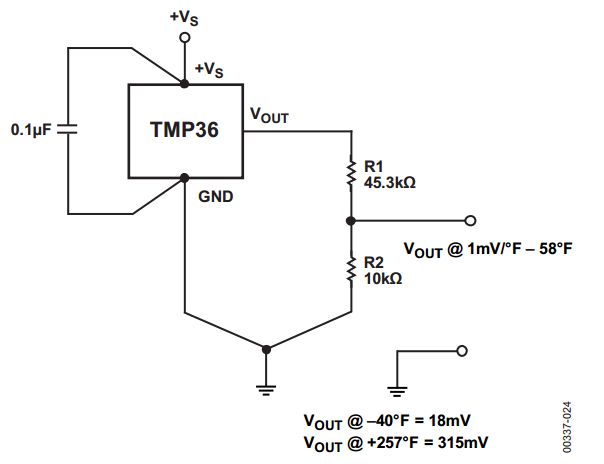 +VS
+VS
0.1µF
TMP36
VOUT
R1
45.3kΩ
GND
VOUT @ 1mV/°F – 58°F
R2
10kΩ
VOUT @ –40°F = 18mV
VOUT @ +257°F = 315mV
00337-024